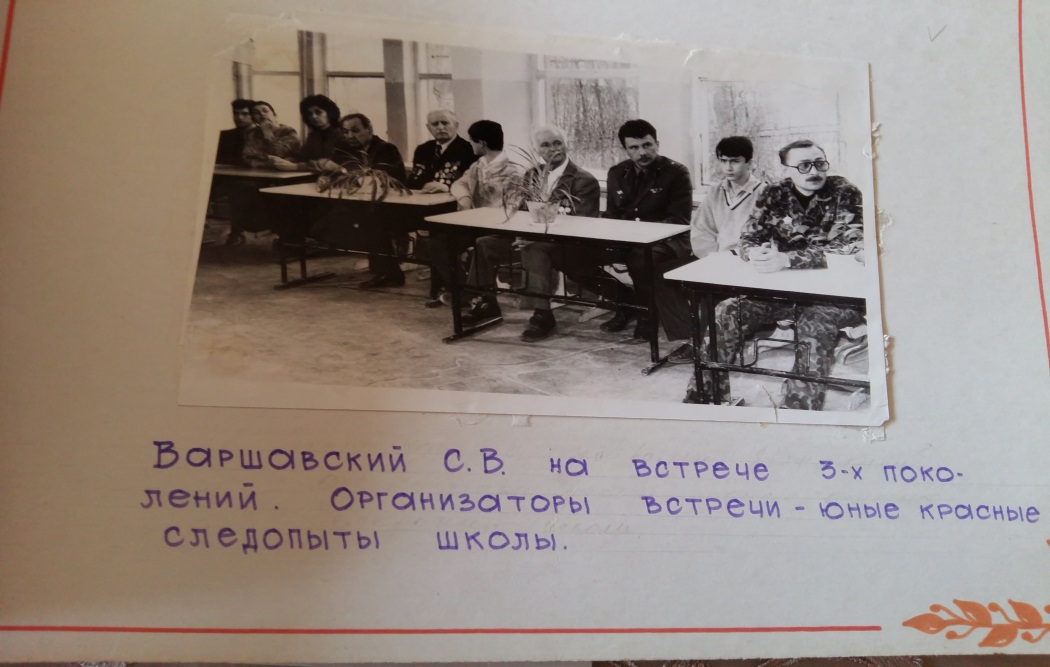 Варшавский С.В. на встрече 3-х поко-
лений. Организаторы встречи - юные красные
следопыты школы.